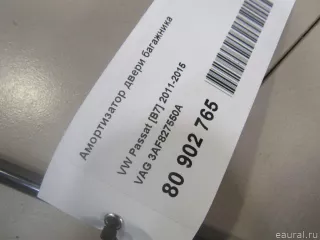 Амортизатор двери багажника
VW Passat [B7] 2011-2015
VAG 3AF827550A
80 902 765
eaural.ru